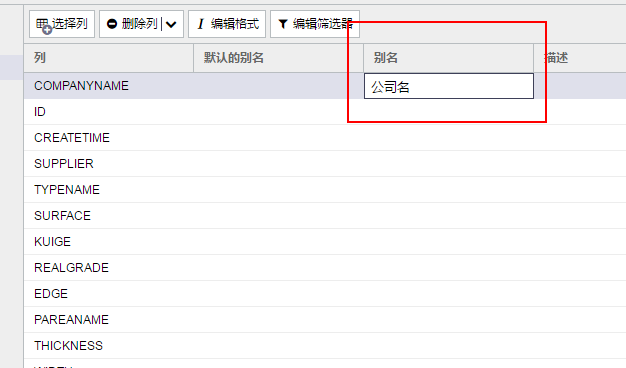 选择列 删除列 编辑格式 编辑筛选器
列 默认的别名 别名 描述
COMPANYNAME 公司名
ID
CREATETIME
SUPPLIER
TYPENAME
SURFACE
KUIGE
REALGRADE
EDGE
PAREANAME
THICKNESS